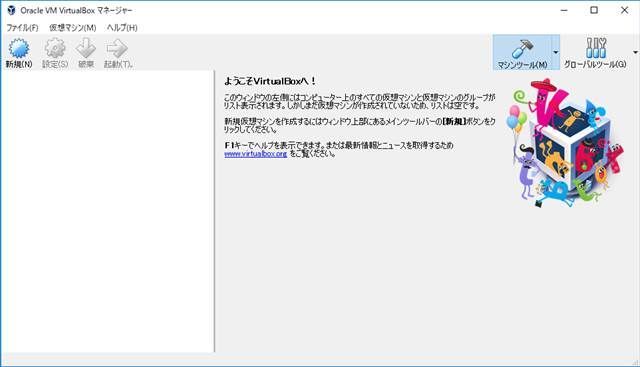 Oracle VM VirtualBox マネージャー
ファイル(F) 仮想マシン(M) ヘルプ(H)
新規(N) 設定(S) 破棄 起動(T) マシンツール(M) グローバルツール(G)
ようこそVirtualBoxへ！
このウィンドウの左側にはコンピューター上のすべての仮想マシンと仮想マシンのグループが
リスト表示されます。しかしまだ仮想マシンが作成されていないため、リストは空です。
新規仮想マシンを作成するにはウィンドウ上部にあるメインツールバーの[新規]ボタンをク
リックしてください。
F1キーでヘルプを表示できます。または最新情報とニュースを取得するため
www.virtualbox.org をご覧ください。